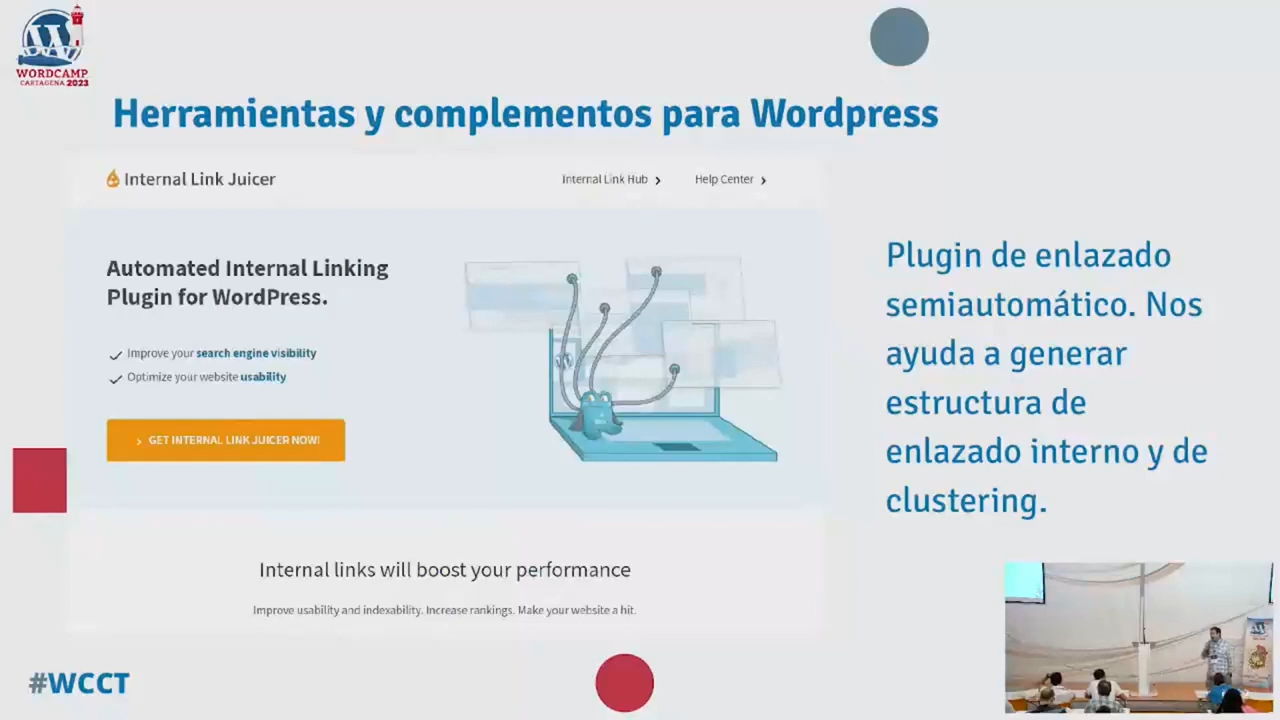 WORDCAMP
CARTAGENA 2023
Herramientas y complementos para Wordpress
Internal Link Juicer
Internal Link Hub
Help Center
Automated Internal Linking
Plugin for WordPress.
Improve your search engine visibility
Optimize your website usability
GET INTERNAL LINK JUICER NOW!
Plugin de enlazado
semiautomático. Nos
ayuda a generar
estructura de
enlazado interno y de
clustering.
Internal links will boost your performance
Improve usability and indexability. Increase rankings. Make your website a hit.
#WCCT